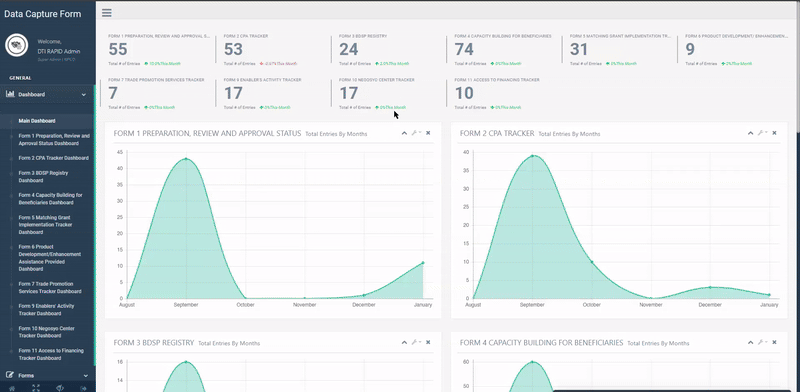 Data Capture Form
Welcome,
DTI RAPID Admin
GENERAL
Dashboard
Main Dashboard
Form 1 Preparation, Review and
Approval Status Dashboard
Form 2 CPA Tracker Dashboard
Form 3 BDSP Registry
Dashboard
Form 4 Capacity Building for
Beneficiaries Dashboard
Form 5 Matching Grant
Implementation Tracker
Dashboard
Form 6 Product
Development/Enhancement
Assistance Provided
Dashboard
Form 7 Trade Promotion
Services Tracker Dashboard
Form 9 Enablers' Activity
Tracker Dashboard
Form 10 Negosyo Center
Tracker Dashboard
Form 11 Access to Financing
Tracker Dashboard
Forms
FORM 1 PREPARATION, REVIEW AND APPROVAL S...
55
Total # of Entries 10.9%This Month
FORM 2 CPA TRACKER
53
Total # of Entries This Month
FORM 3 BDSP REGISTRY
24
Total # of Entries This Month
FORM 4 CAPACITY BUILDING FOR BENEFICIARIES
74
Total # of Entries 0%This Month
FORM 5 MATCHING GRANT IMPLEMENTATION TR...
31
Total # of Entries 0%This Month
FORM 6 PRODUCT DEVELOPMENT/ ENHANCEMEN...
9
Total # of Entries 0%This Month
FORM 7 TRADE PROMOTION SERVICES TRACKER
7
Total # of Entries 0%This Month
FORM 9 ENABLER'S ACTIVITY TRACKER
17
Total # of Entries 0%This Month
FORM 10 NEGOSYO CENTER TRACKER
17
Total # of Entries 0%This Month
FORM 11 ACCESS TO FINANCING TRACKER
10
Total # of Entries 0%This Month
FORM 1 PREPARATION, REVIEW AND APPROVAL STATUS Total Entries By Months
45
40
35
30
25
20
15
10
5
0
August September October November December January
FORM 2 CPA TRACKER Total Entries By Months
40
35
30
25
20
15
10
5
0
August September October November December January
FORM 3 BDSP REGISTRY Total Entries By Months
18
16
FORM 4 CAPACITY BUILDING FOR BENEFICIARIES Total Entries By Months
60
50